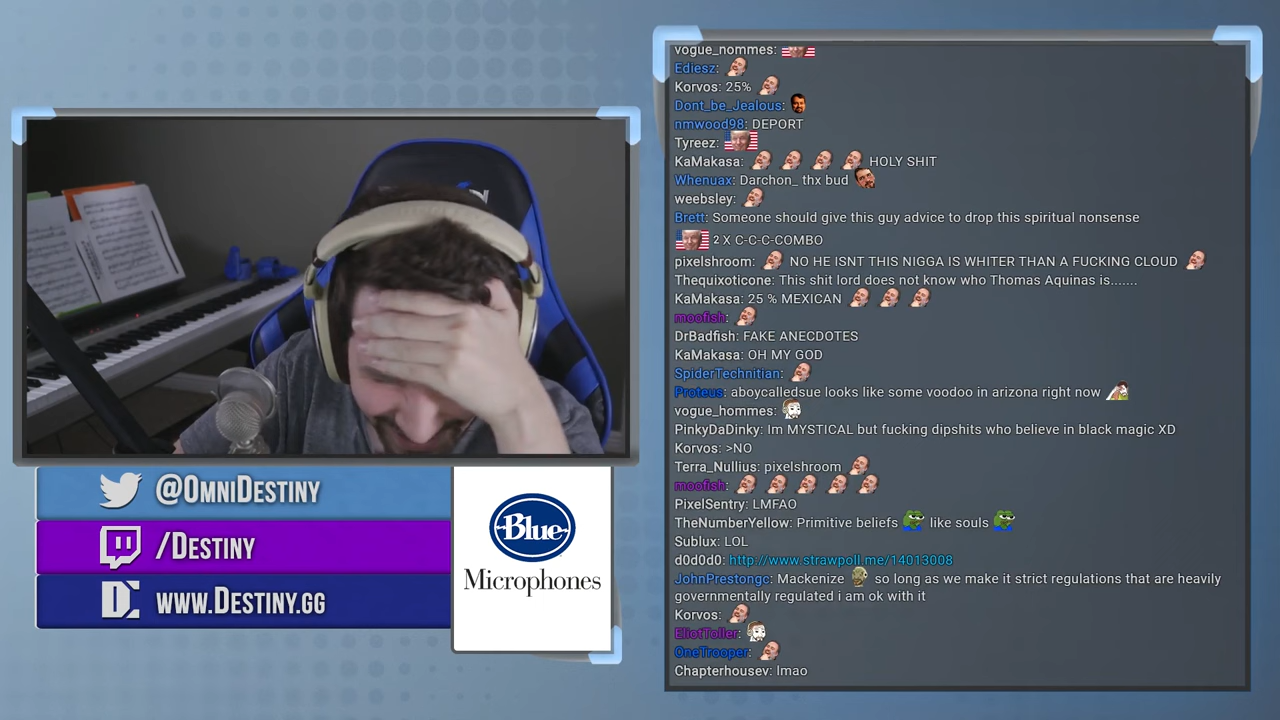 @OmniDestiny
/Destiny
www.Destiny.gg
Blue
Microphones
vogue_hommes:
Ediesz:
Korvos: 25%
Dont_be_Jealous:
nmwood98: DEPORT
Tyreez:
KaMakasa: HOLY SHIT
Whenuax: Darchon_ thx bud
weebsley:
Brett: Someone should give this guy advice to drop this spiritual nonsense
2 X C-C-C-COMBO
pixelshroom: NO HE ISNT THIS NIGGA IS WHITER THAN A FUCKING CLOUD
Thequixoticone: This shit lord does not know who Thomas Aquinas is.......
KaMakasa: 25 % MEXICAN
moofish:
DrBadfish: FAKE ANECDOTES
KaMakasa: OH MY GOD
SpiderTechnitian:
Proteus: aboycalledsue looks like some voodoo in arizona right now
vogue_hommes:
PinkyDaDinky: Im MYSTICAL but fucking dipshits who believe in black magic XD
Korvos: >NO
Terra_Nullius: pixelshroom
moofish:
PixelSentry: LMFAO
TheNumberYellow: Primitive beliefs like souls
Sublux: LOL
d0d0d0: http://www.strawpoll.me/14013008
JohnPrestongc: Mackenize so long as we make it strict regulations that are heavily
governmentally regulated i am ok with it
Korvos:
EliotToller:
OneTrooper:
Chapterhousev: lmao